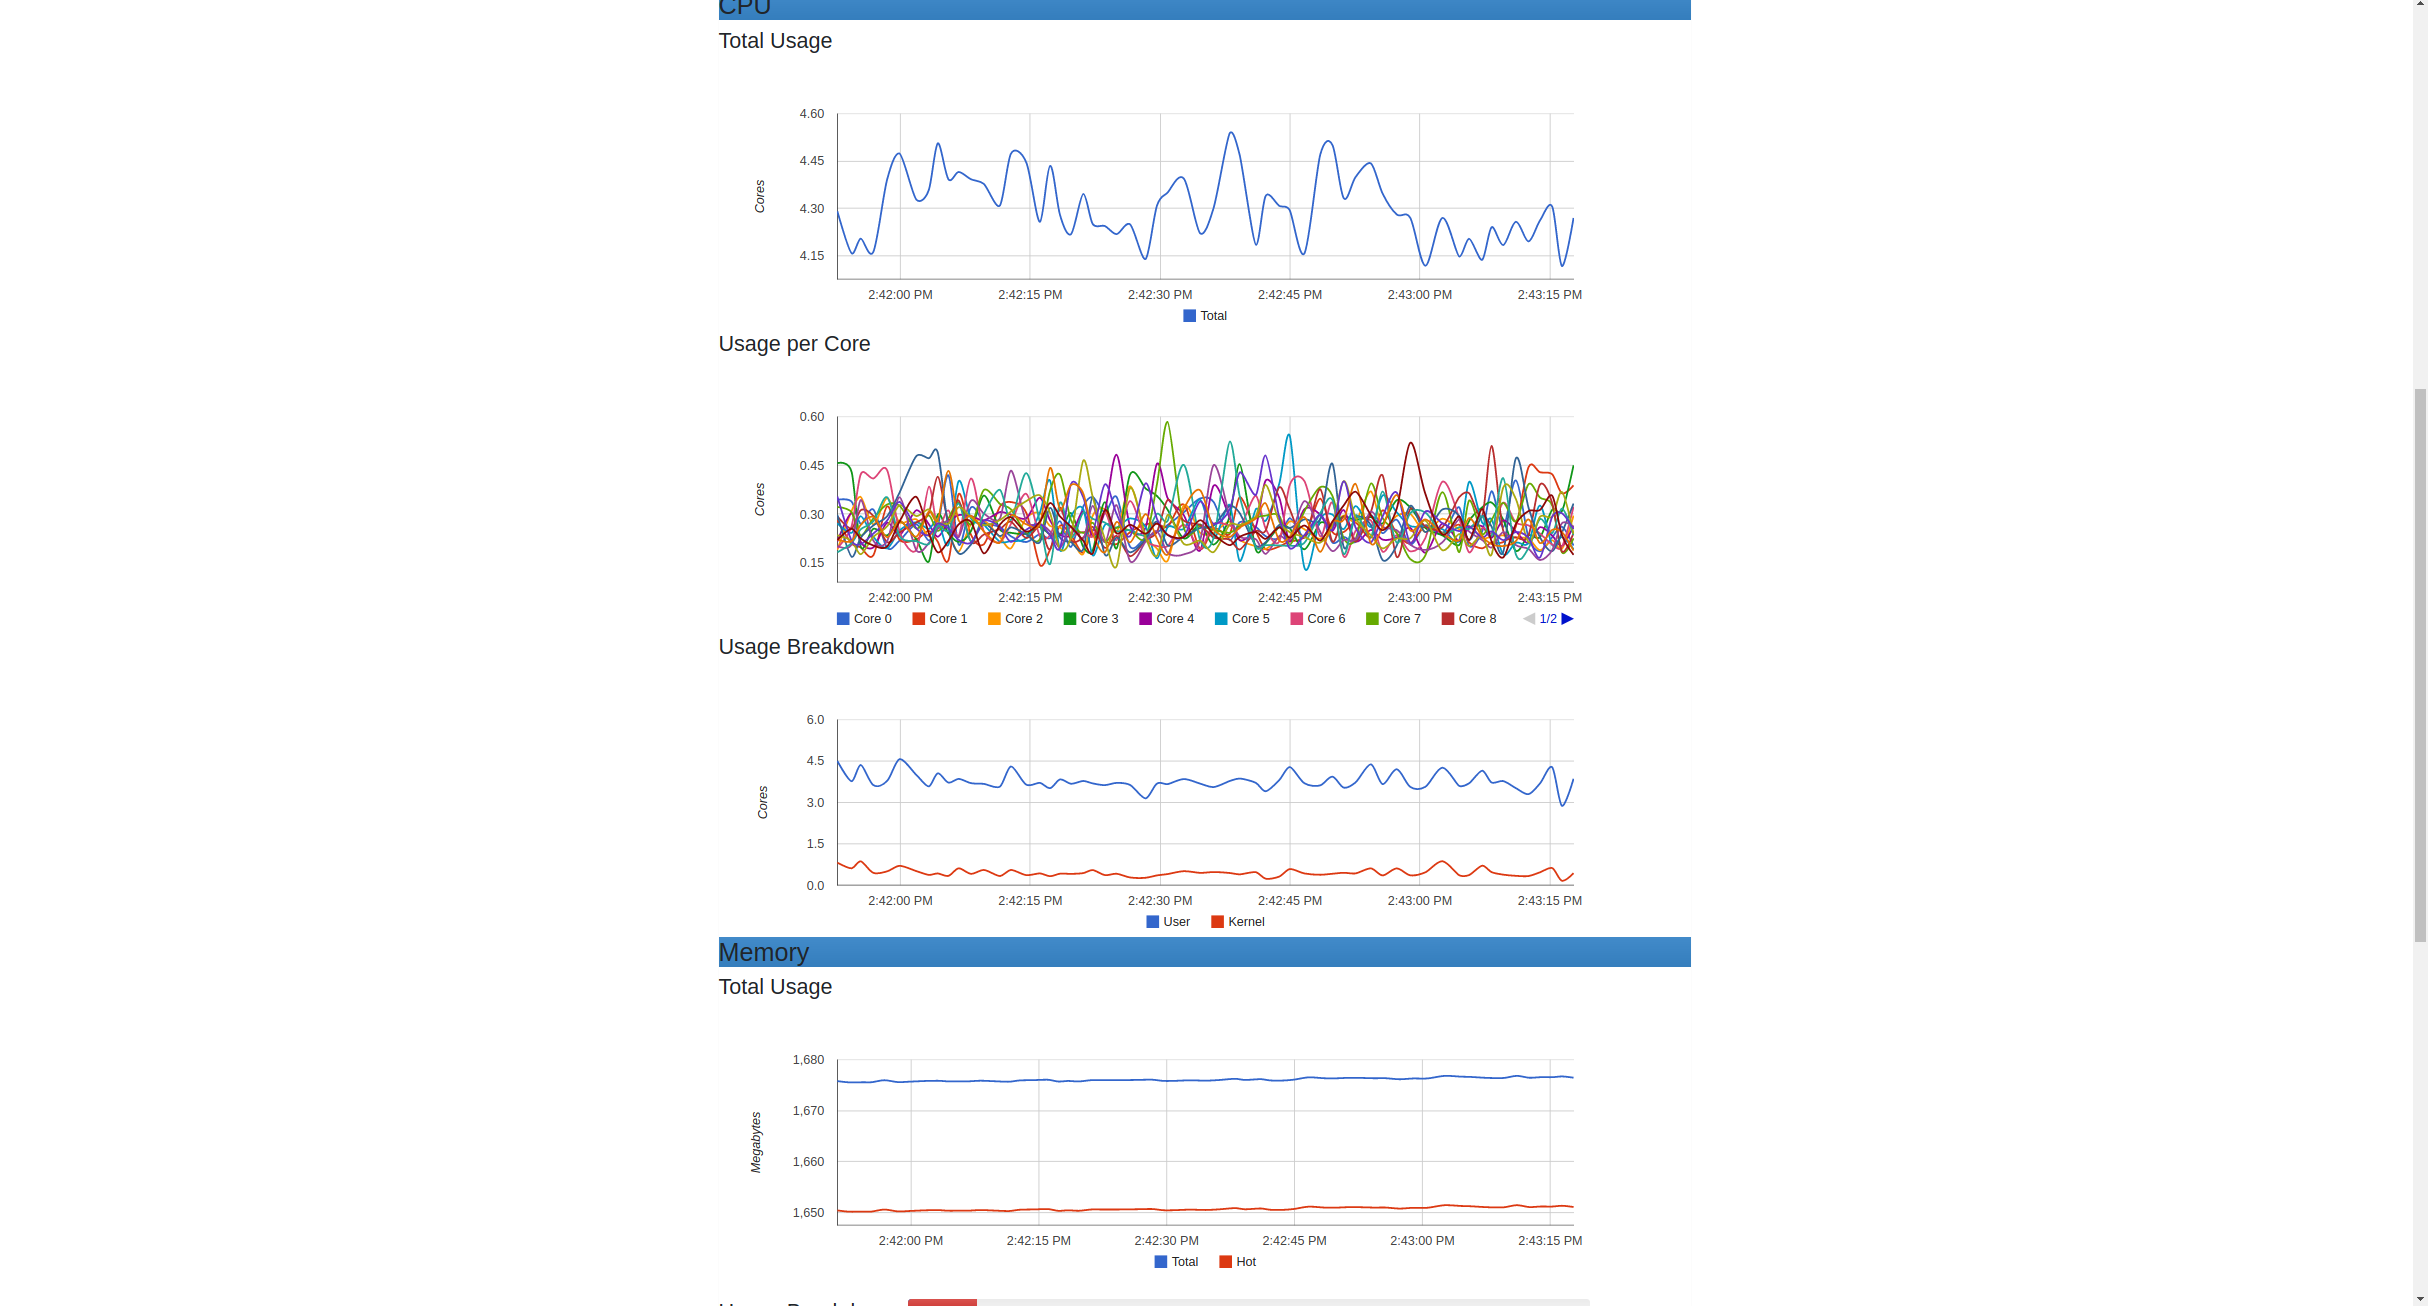 CPU
Total Usage
4.60
4.45
4.30
4.15
Cores
2:42:00 PM 2:42:15 PM 2:42:30 PM 2:42:45 PM 2:43:00 PM 2:43:15 PM
Total
Usage per Core
0.60
0.45
0.30
0.15
Cores
2:42:00 PM 2:42:15 PM 2:42:30 PM 2:42:45 PM 2:43:00 PM 2:43:15 PM
Core 0 Core 1 Core 2 Core 3 Core 4 Core 5 Core 6 Core 7 Core 8 1/2
Usage Breakdown
6.0
4.5
3.0
1.5
0.0
Cores
2:42:00 PM 2:42:15 PM 2:42:30 PM 2:42:45 PM 2:43:00 PM 2:43:15 PM
User Kernel
Memory
Total Usage
1,680
1,670
1,660
1,650
Megabytes
2:42:00 PM 2:42:15 PM 2:42:30 PM 2:42:45 PM 2:43:00 PM 2:43:15 PM
Total Hot